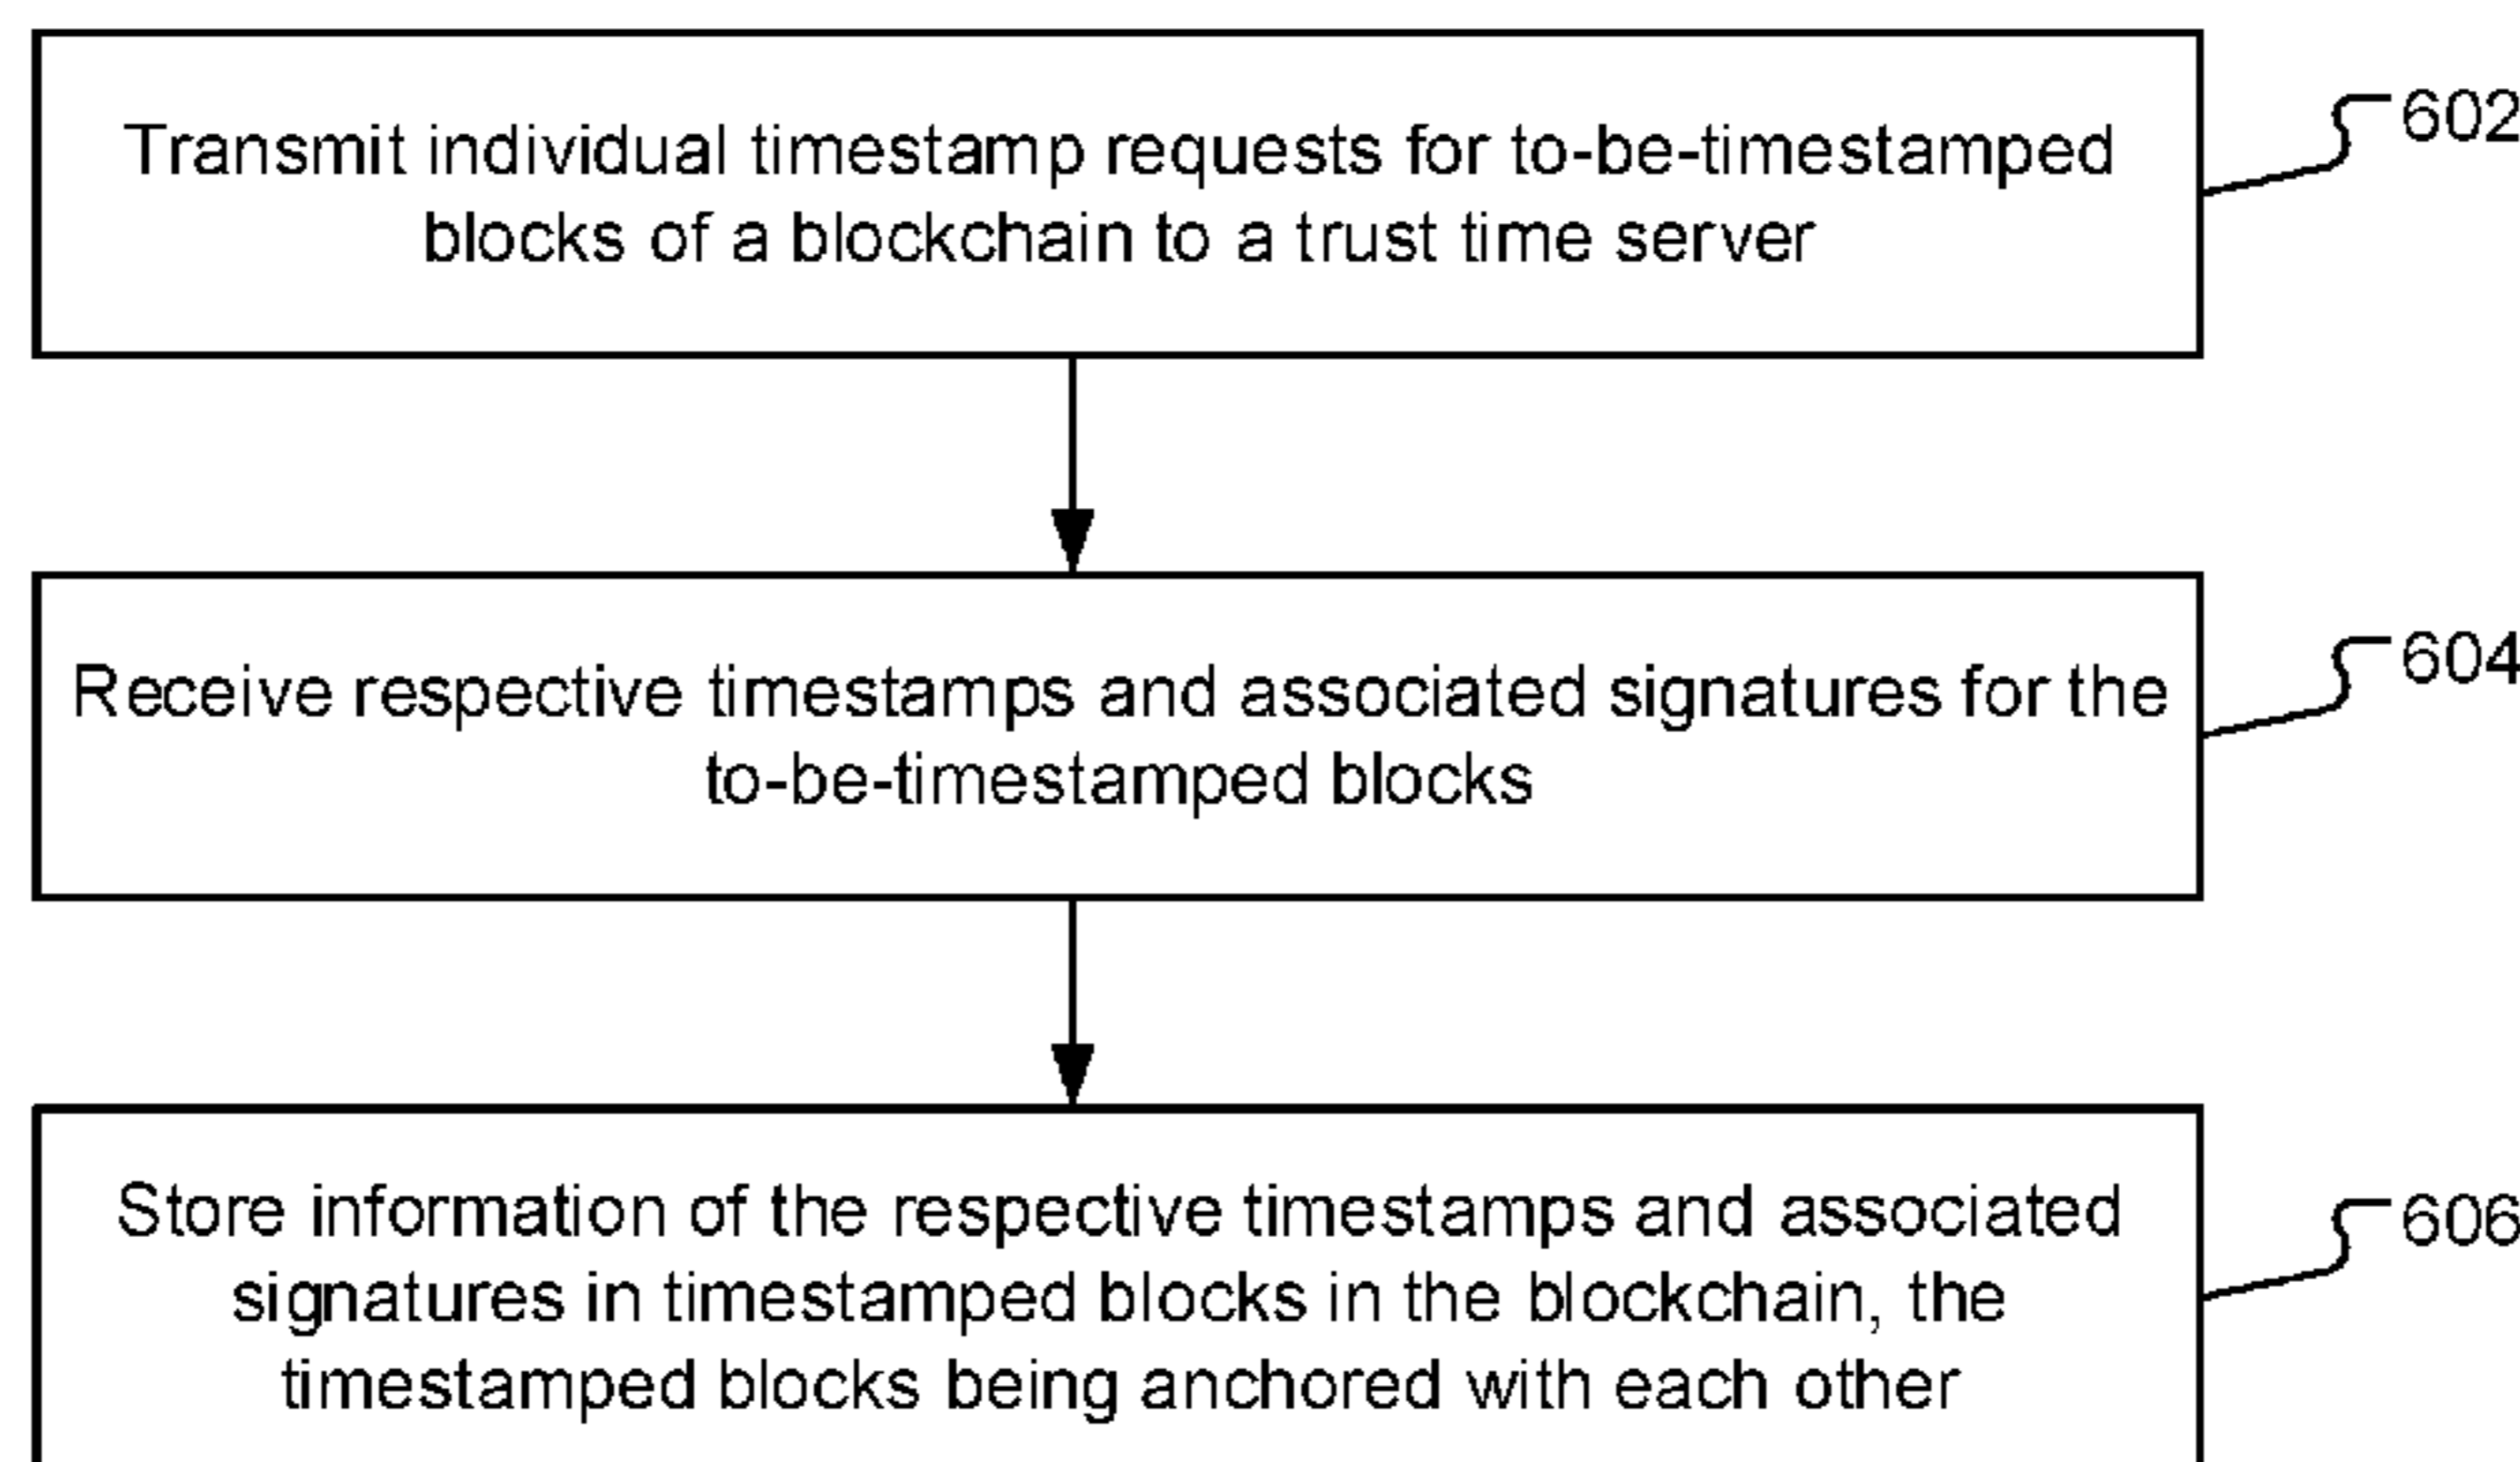 Transmit individual timestamp requests for to-be-timestamped
blocks of a blockchain to a trust time server
602
Receive respective timestamps and associated signatures for the
to-be-timestamped blocks
604
Store information of the respective timestamps and associated
signatures in timestamped blocks in the blockchain, the
timestamped blocks being anchored with each other
606